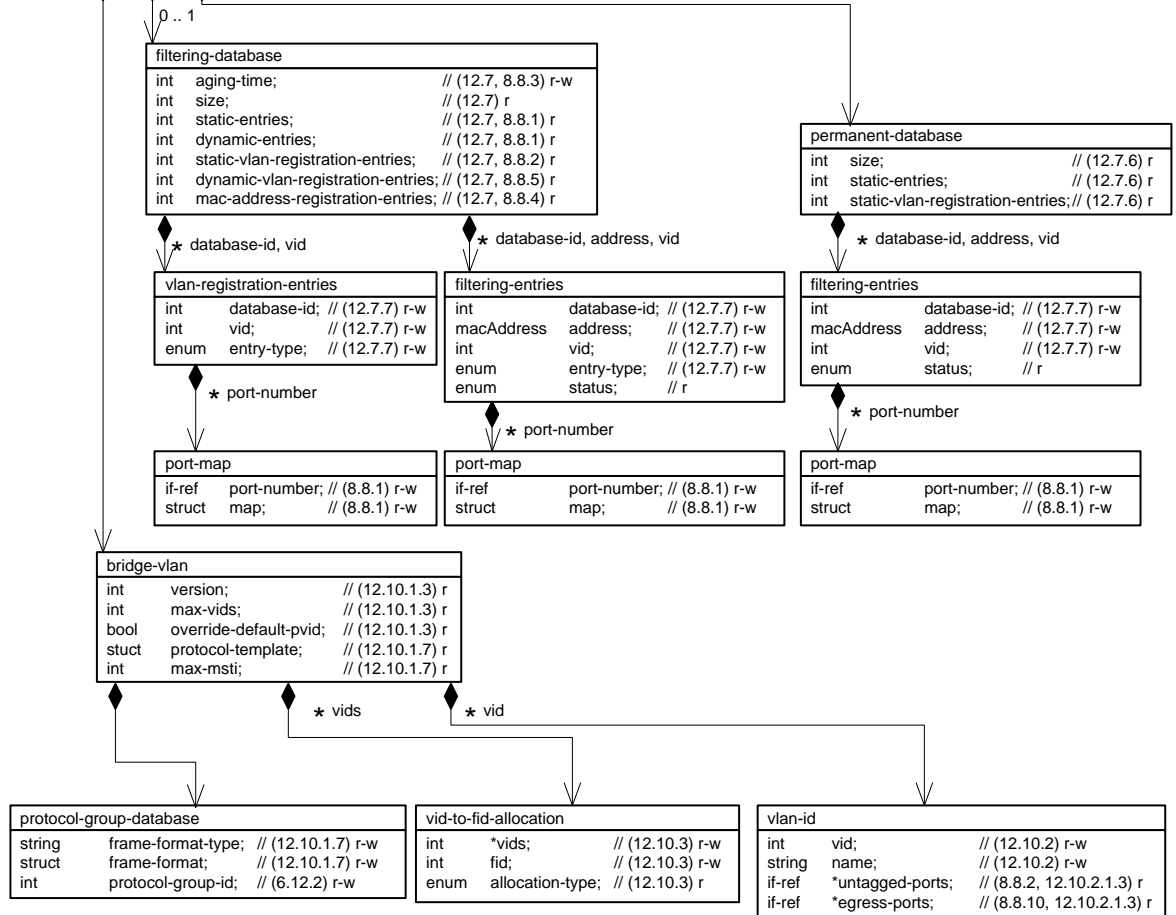 0 .. 1
filtering-database
int aging-time; // (12.7, 8.8.3) r-w
int size; // (12.7) r
int static-entries; // (12.7, 8.8.1) r
int dynamic-entries; // (12.7, 8.8.1) r
int static-vlan-registration-entries; // (12.7, 8.8.2) r
int dynamic-vlan-registration-entries; // (12.7, 8.8.5) r
int mac-address-registration-entries; // (12.7, 8.8.4) r
permanent-database
int size; // (12.7.6) r
int static-entries; // (12.7.6) r
int static-vlan-registration-entries; // (12.7.6) r
* database-id, vid
* database-id, address, vid
* database-id, address, vid
vlan-registration-entries
int database-id; // (12.7.7) r-w
int vid; // (12.7.7) r-w
enum entry-type; // (12.7.7) r-w
filtering-entries
int database-id; // (12.7.7) r-w
macAddress address; // (12.7.7) r-w
int vid; // (12.7.7) r-w
enum entry-type; // (12.7.7) r-w
enum status; // r
filtering-entries
int database-id; // (12.7.7) r-w
macAddress address; // (12.7.7) r-w
int vid; // (12.7.7) r-w
enum status; // r
* port-number
* port-number
* port-number
port-map
if-ref port-number; // (8.8.1) r-w
struct map; // (8.8.1) r-w
port-map
if-ref port-number; // (8.8.1) r-w
struct map; // (8.8.1) r-w
port-map
if-ref port-number; // (8.8.1) r-w
struct map; // (8.8.1) r-w
bridge-vlan
int version; // (12.10.1.3) r
int max-vids; // (12.10.1.3) r
bool override-default-pvid; // (12.10.1.3) r
stuct protocol-template; // (12.10.1.7) r
int max-msti; // (12.10.1.7) r
* vids
* vid
protocol-group-database
string frame-format-type; // (12.10.1.7) r-w
struct frame-format; // (12.10.1.7) r-w
int protocol-group-id; // (6.12.2) r-w
vid-to-fid-allocation
int *vids; // (12.10.3) r-w
int fid; // (12.10.3) r-w
enum allocation-type; // (12.10.3) r
vlan-id
int vid; // (12.10.2) r-w
string name; // (12.10.2) r-w
if-ref *untagged-ports; // (8.8.2, 12.10.2.1.3) r
if-ref *egress-ports; // (8.8.10, 12.10.2.1.3) r